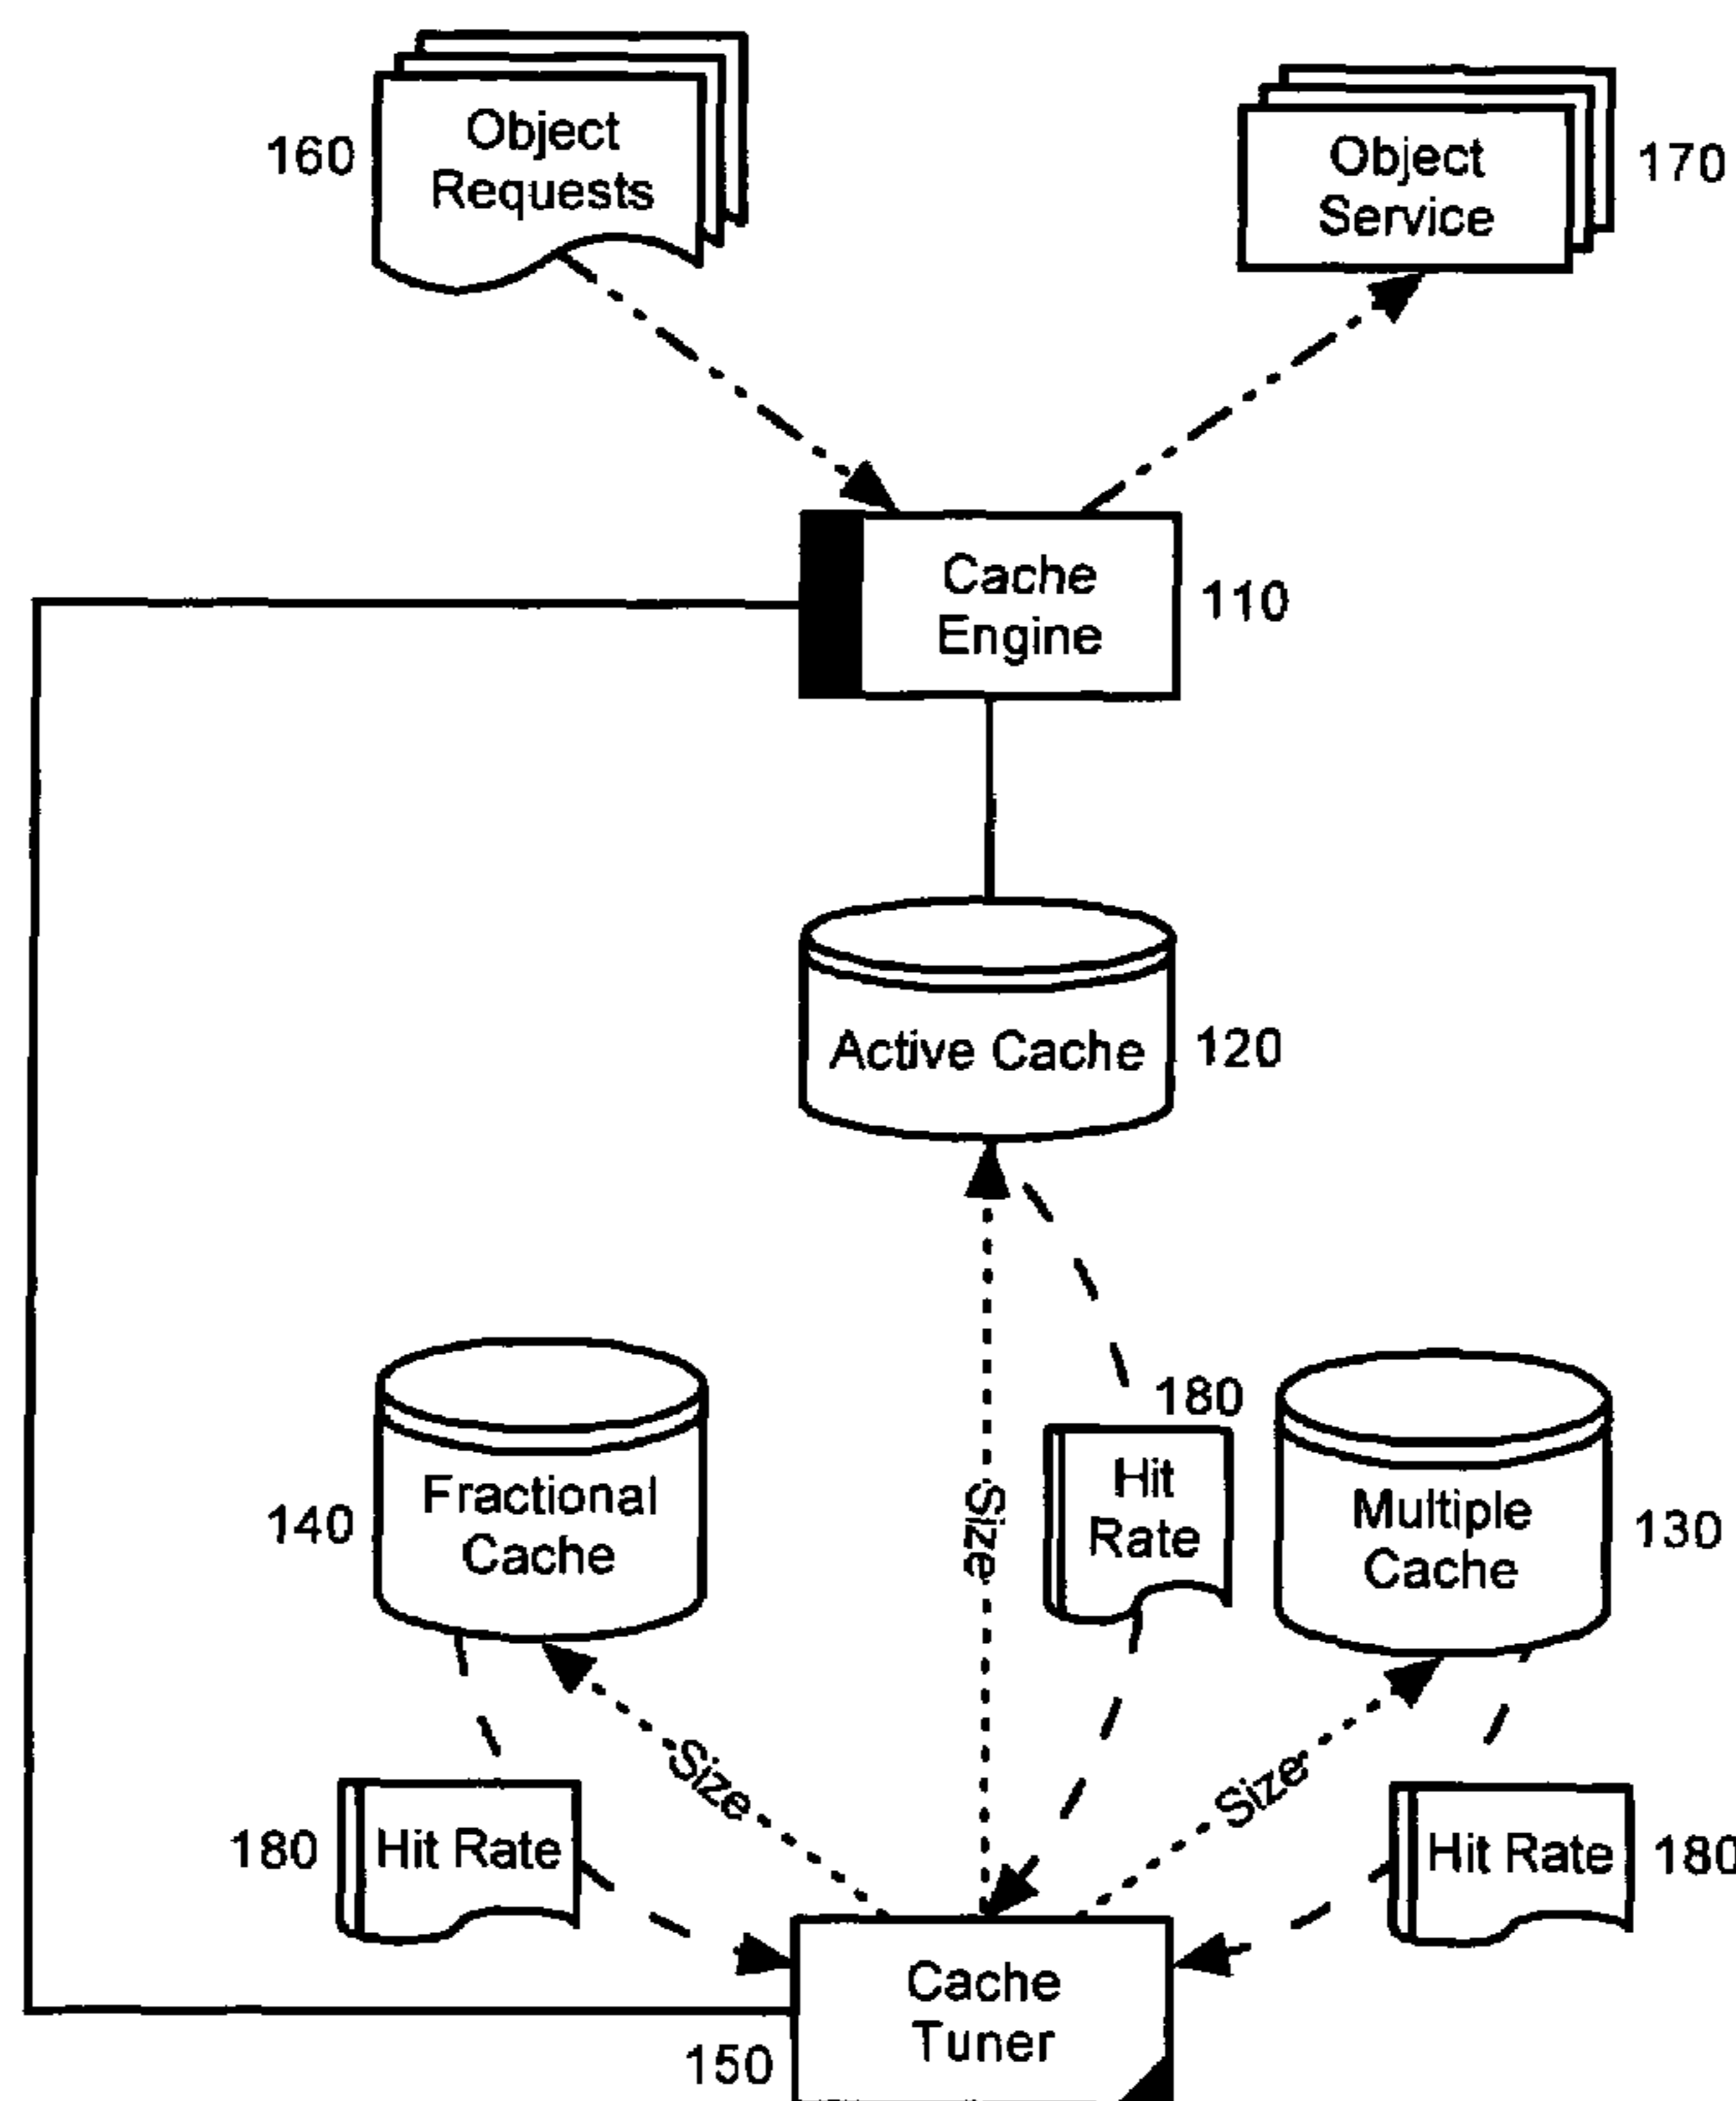 160
Object
Requests
Object
Service
170
Cache
Engine
110
Active Cache
120
180
Hit
Rate
Size
140
Fractional
Cache
Multiple
Cache
130
Size
Size
180
Hit Rate
Hit Rate
180
Cache
Tuner
150